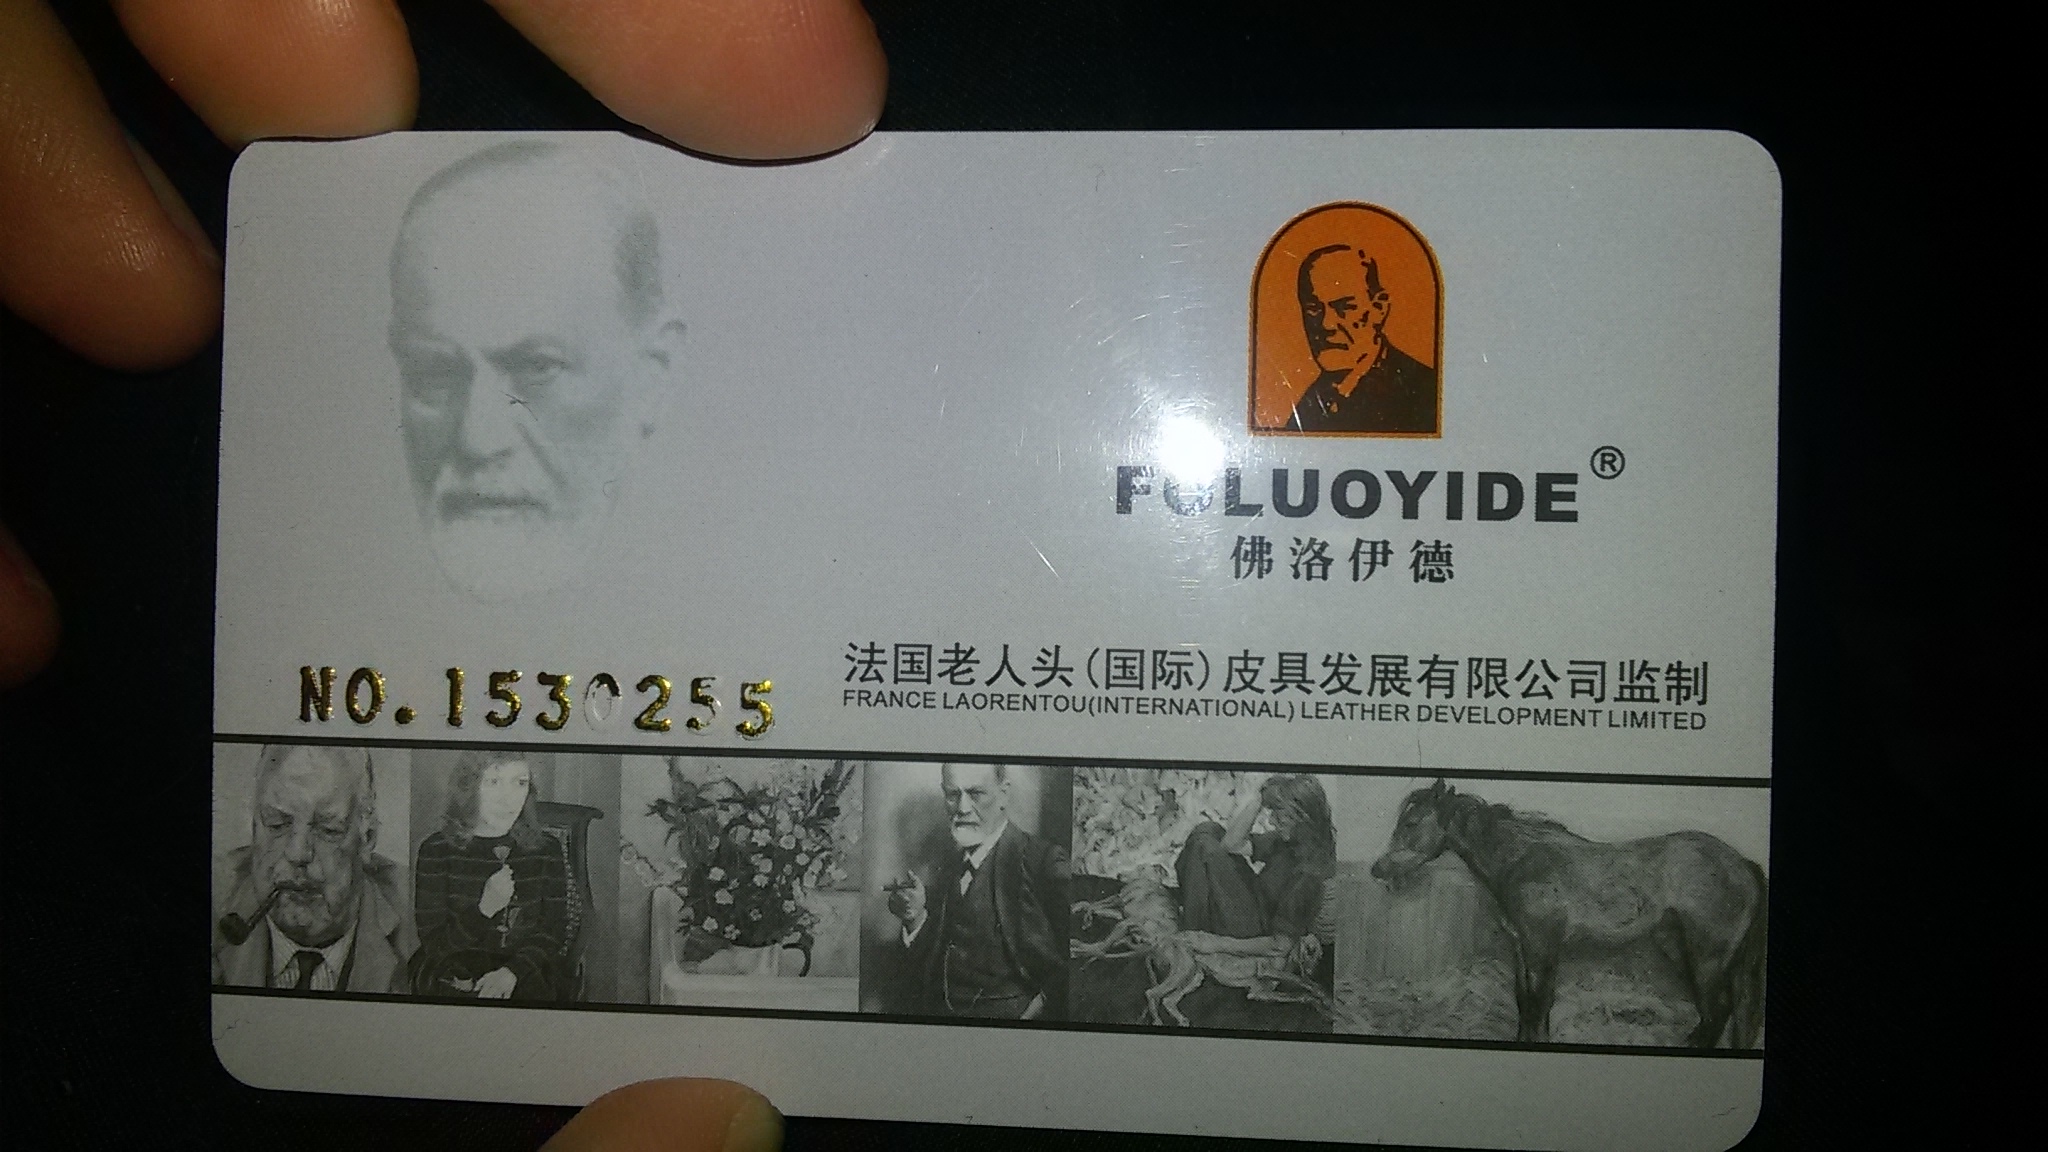 FOLUOYIDE®
佛洛伊德
法国老人头(国际)皮具发展有限公司监制
FRANCE LAORENTOU(INTERNATIONAL) LEATHER DEVELOPMENT LIMITED
NO.1530255